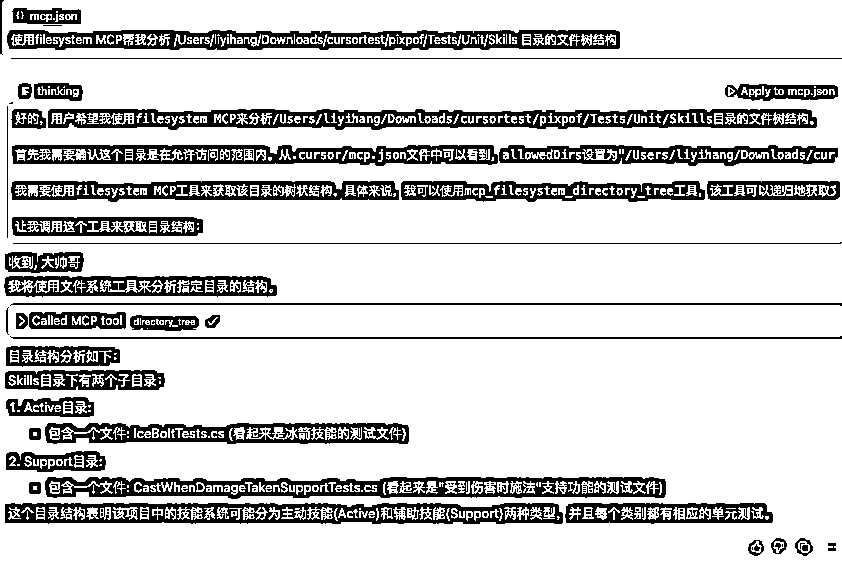 {} mcp.json
使用filesystem MCP帮我分析 /Users/liyihang/Downloads/cursortest/pixpof/Tests/Unit/Skills 目录的文件树结构
thinking
Apply to mcp.json
好的，用户希望我使用filesystem MCP来分析/Users/liyihang/Downloads/cursortest/pixpof/Tests/Unit/Skills目录的文件树结构。
首先我需要确认这个目录是在允许访问的范围内。从.cursor/mcp.json文件中可以看到，allowedDirs设置为"/Users/liyihang/Downloads/cur
我需要使用filesystem MCP工具来获取该目录的树状结构。具体来说，我可以使用mcp_filesystem_directory_tree工具，该工具可以递归地获取
让我调用这个工具来获取目录结构：
收到，大帅哥
我将使用文件系统工具来分析指定目录的结构。
Called MCP tool directory_tree
目录结构分析如下：
Skills目录下有两个子目录：
1. Active目录：
包含一个文件: IceBoltTests.cs (看起来是冰箭技能的测试文件)
2. Support目录：
包含一个文件: CastWhenDamageTakenSupportTests.cs (看起来是"受到伤害时施法"支持功能的测试文件)
这个目录结构表明该项目中的技能系统可能分为主动技能(Active)和辅助技能(Support)两种类型，并且每个类别都有相应的单元测试。